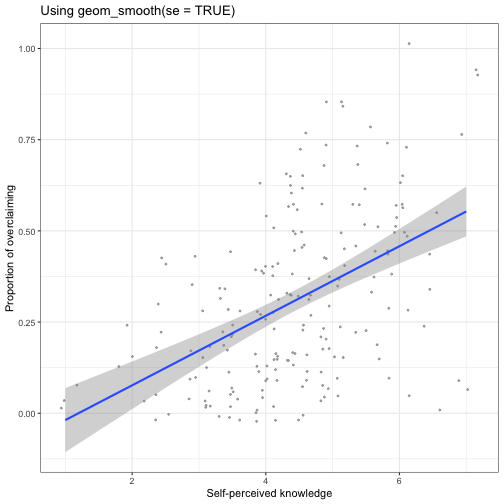 Using geom_smooth(se = TRUE)
1.00
0.75
0.50
0.25
0.00
Proportion of overclaiming
2 4 6
Self-perceived knowledge